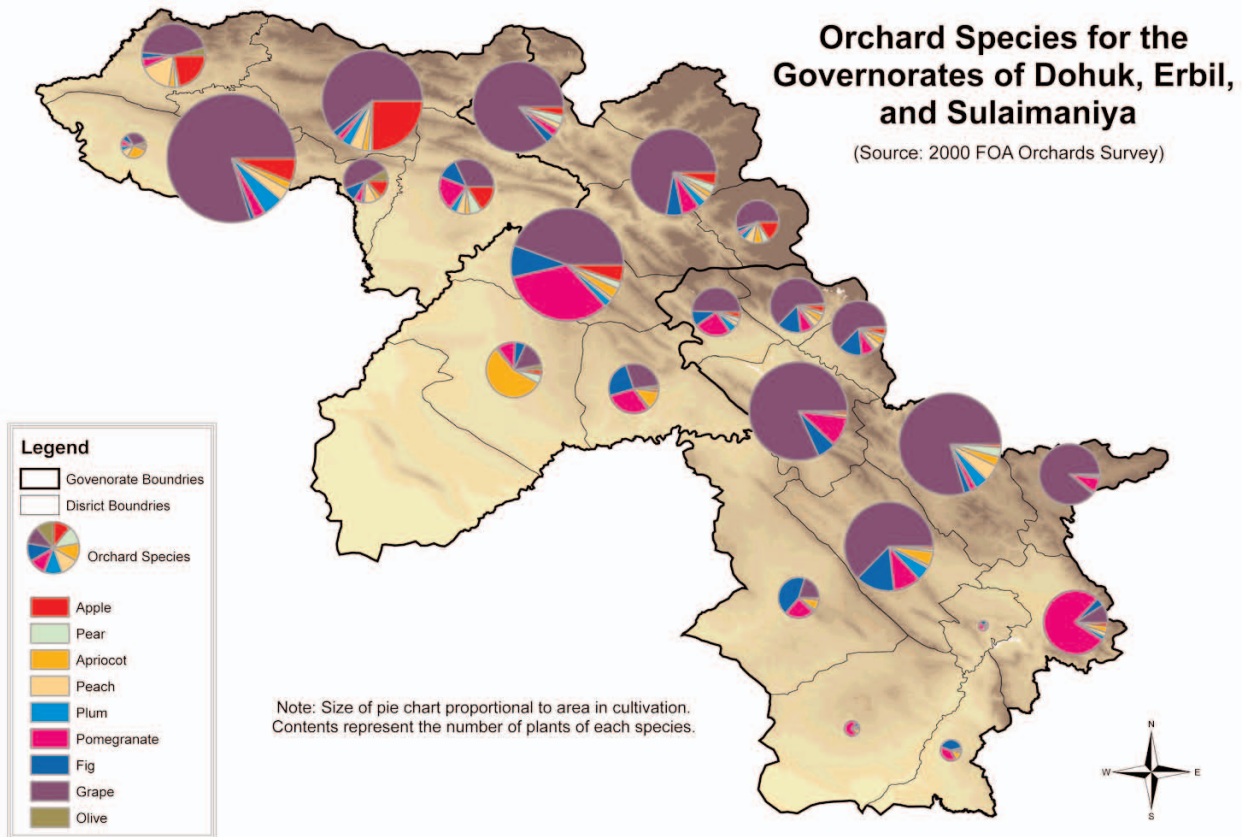 Orchard Species for the
Governorates of Dohuk, Erbil,
and Sulaimaniya
(Source: 2000 FOA Orchards Survey)
Legend
Govenorate Boundries
Disrict Boundries
Orchard Species
Apple
Pear
Apriocot
Peach
Plum
Pomegranate
Fig
Grape
Olive
Note: Size of pie chart proportional to area in cultivation.
Contents represent the number of plants of each species.
N
W E
S